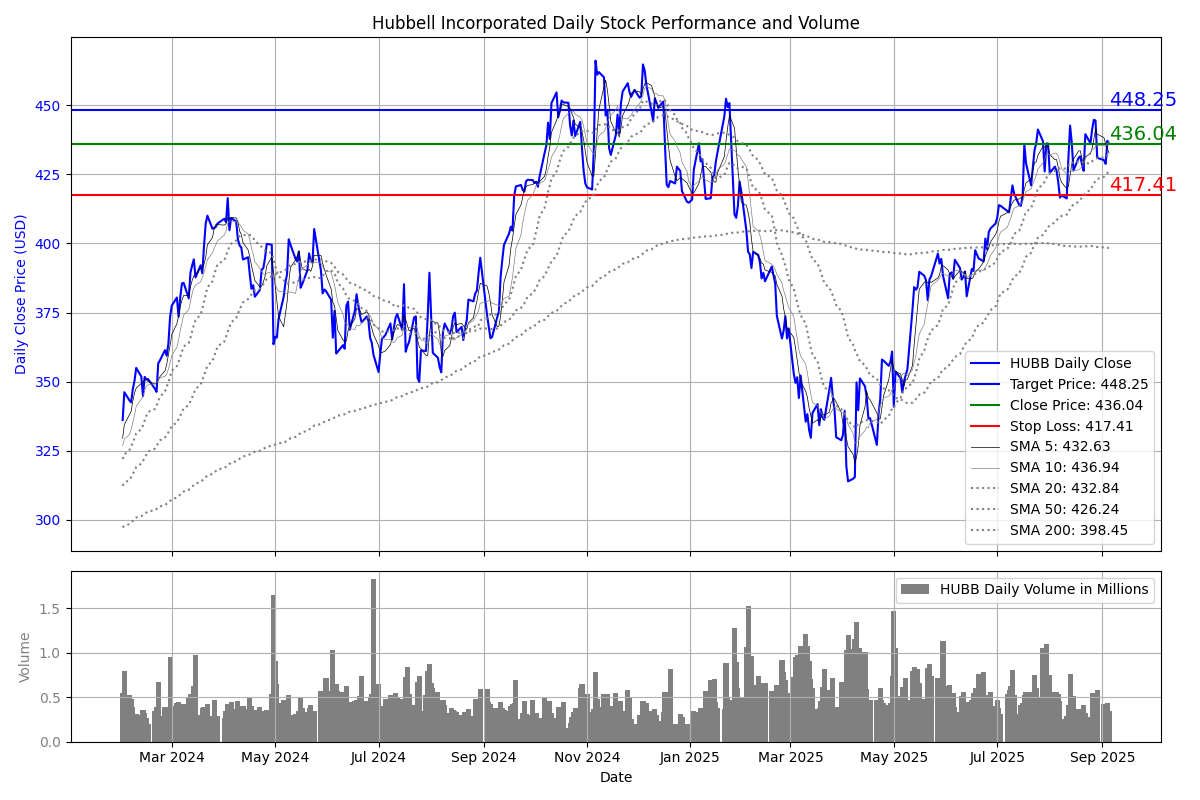 Hubbell Incorporated Daily Stock Performance and Volume
Daily Close Price (USD)
450
425
400
375
350
325
300
448.25
436.04
417.41
HUBB Daily Close
Target Price: 448.25
Close Price: 436.04
Stop Loss: 417.41
SMA 5: 432.63
SMA 10: 436.94
SMA 20: 432.84
SMA 50: 426.24
SMA 200: 398.45
Volume
1.5
1.0
0.5
0.0
HUBB Daily Volume in Millions
Mar 2024 May 2024 Jul 2024 Sep 2024 Nov 2024 Jan 2025 Mar 2025 May 2025 Jul 2025 Sep 2025
Date